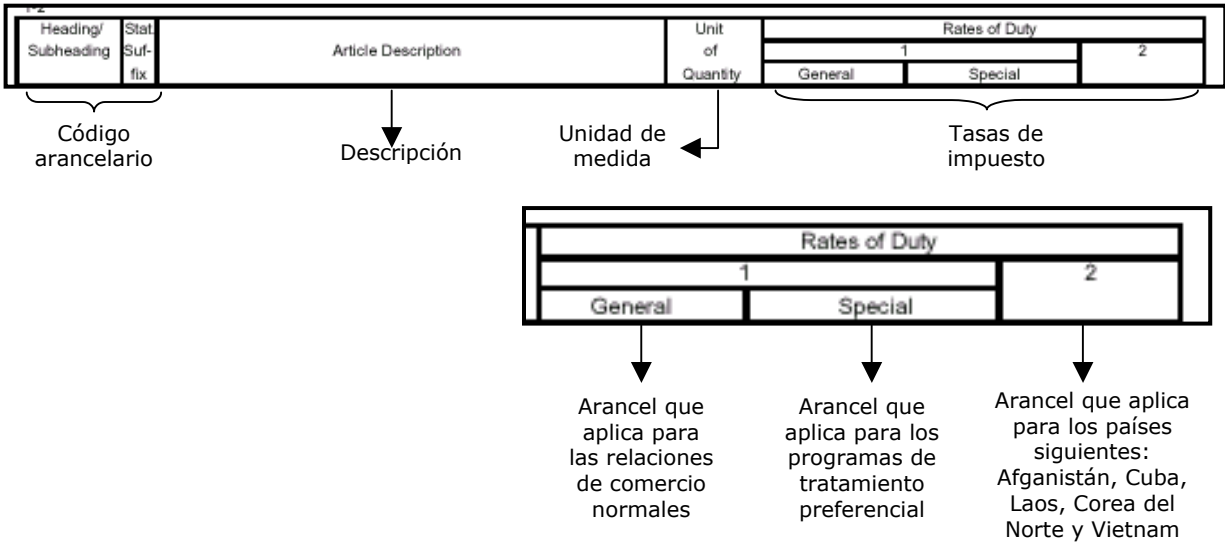 1-2
Heading/ Stat. Unit Rates of Duty
Subheading Suf- Article Description of 1 2
fix Quantity General Special
Código
arancelario
Descripción
Unidad de
medida
Tasas de
impuesto
Rates of Duty
1 2
General Special
Arancel que
aplica para
las relaciones
de comercio
normales
Arancel que
aplica para los
programas de
tratamiento
preferencial
Arancel que aplica
para los países
siguientes:
Afganistán, Cuba,
Laos, Corea del
Norte y Vietnam